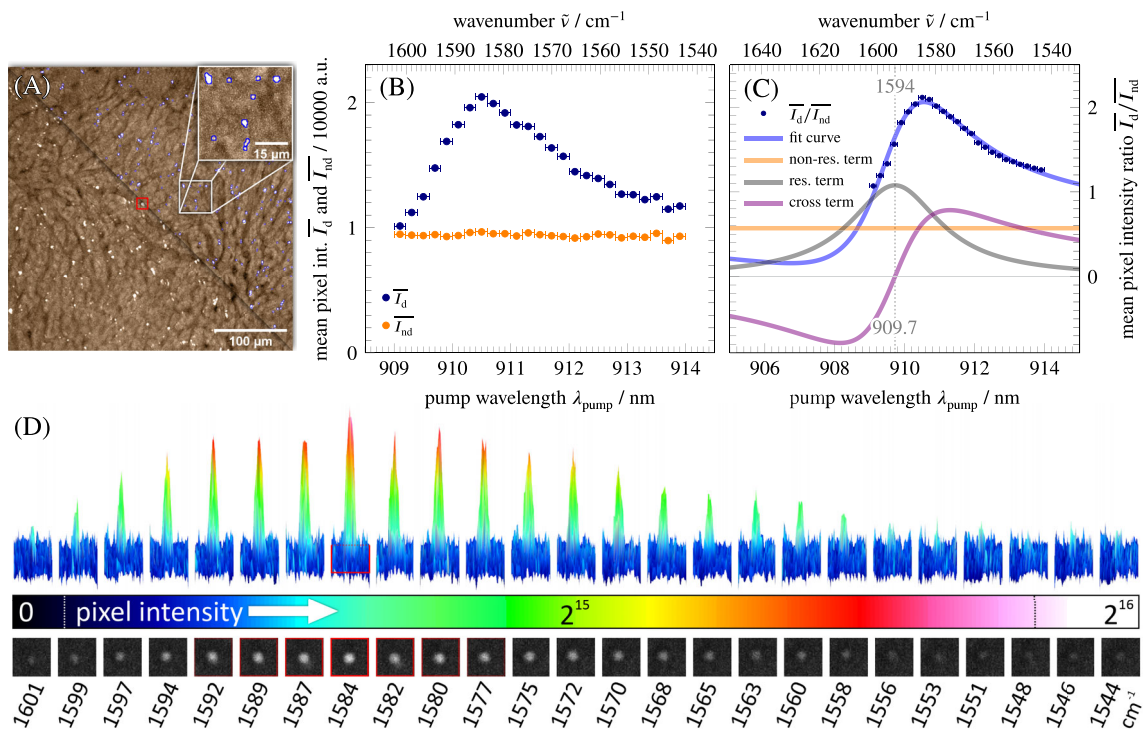 (A)
15 μm
100 μm
wavenumber ν̃ / cm⁻¹
1600 1590 1580 1570 1560 1550 1540
(B)
mean pixel int. I̅d and I̅nd / 10000 a.u.
2
1
0
I̅d
I̅nd
909 910 911 912 913 914
pump wavelength λpump / nm
wavenumber ν̃ / cm⁻¹
1640 1620 1600 1580 1560 1540
(C)
1594
I̅d/I̅nd
fit curve
non-res. term
res. term
cross term
909.7
2
1
0
mean pixel intensity ratio I̅d/I̅nd
906 908 910 912 914
pump wavelength λpump / nm
(D)
0 pixel intensity 2¹⁵ 2¹⁶
1601 1599 1597 1594 1592 1589 1587 1584 1582 1580 1577 1575 1572 1570 1568 1565 1563 1560 1558 1556 1553 1551 1548 1546 1544 cm⁻¹